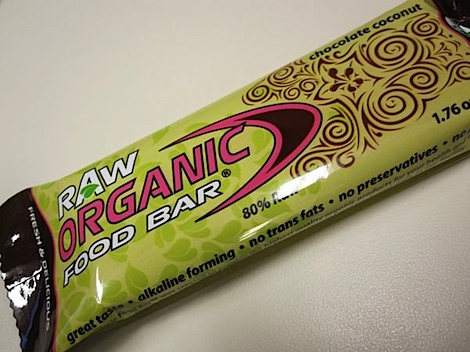 chocolate coconut
1.76 o
RAW
ORGANIC
FOOD BAR®
FRESH & DELICIOUS
80% Raw
great taste • alkaline forming • no trans fats • no preservatives •